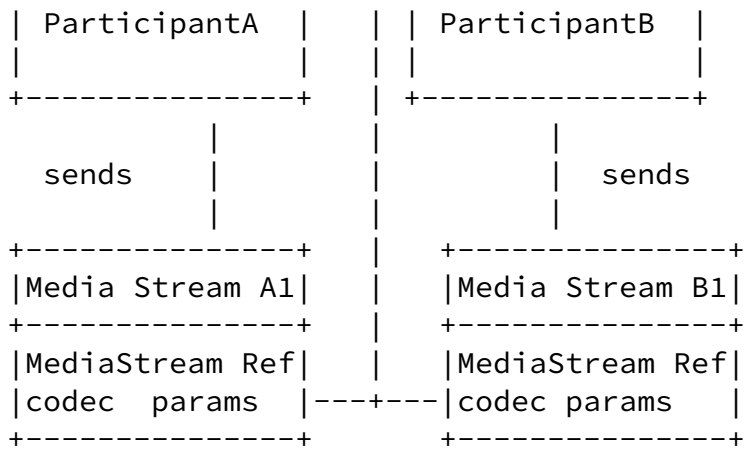 ParticipantA ParticipantB
sends sends
Media Stream A1 Media Stream B1
MediaStream Ref MediaStream Ref
codec params codec params